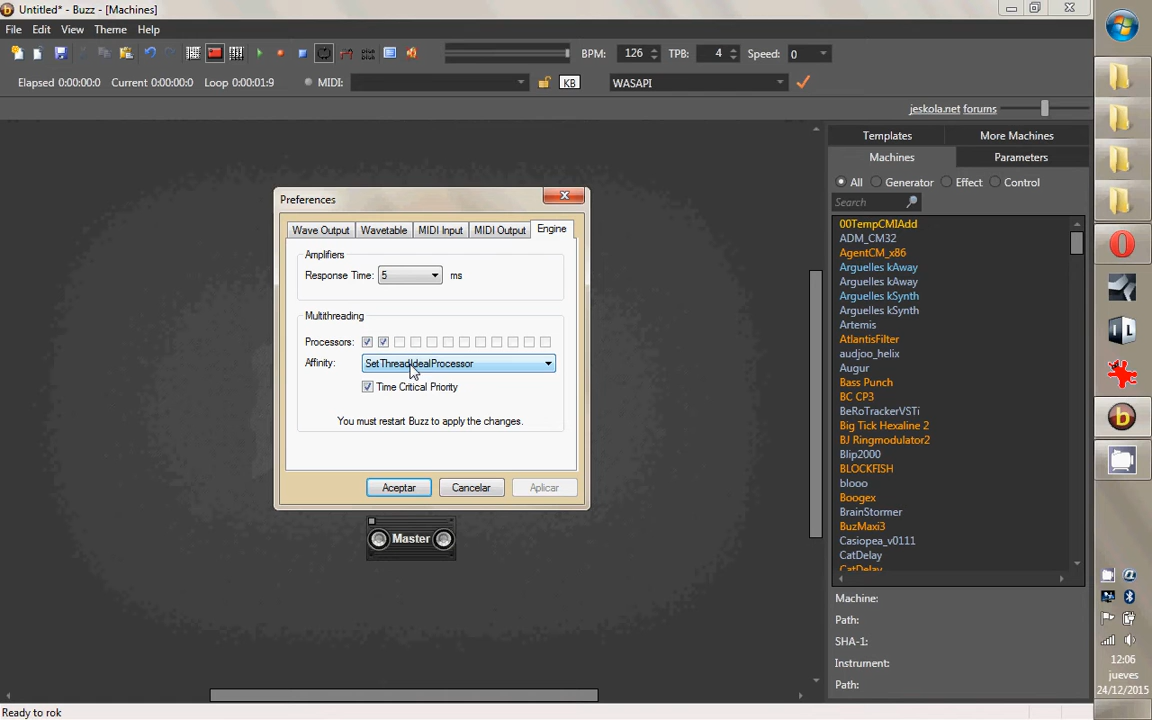 Untitled* - Buzz - [Machines]
File Edit View Theme Help
BPM: 126 TPB: 4 Speed: 0
Elapsed 0:00:00:0 Current 0:00:00:0 Loop 0:00:01:9 MIDI: KB WASAPI
jeskola.net forums
Templates More Machines
Machines Parameters
All Generator Effect Control
Search
00TempCMIAdd
ADM_CM32
AgentCM_x86
Arguelles kAway
Arguelles kAway
Arguelles kSynth
Arguelles kSynth
Artemis
AtlantisFilter
audjoo_helix
Augur
Bass Punch
BC CP3
BeRoTrackerVSTi
Big Tick Hexaline 2
BJ Ringmodulator2
Blip2000
BLOCKFISH
blooo
Boogex
BrainStormer
BuzMaxi3
Casiopea_v0111
CatDelay
CatDelay
Machine:
Path:
SHA-1:
Instrument:
Path:
Preferences
Wave Output Wavetable MIDI Input MIDI Output Engine
Amplifiers
Response Time: 5 ms
Multithreading
Processors:
Affinity: SetThreadIdealProcessor
Time Critical Priority
You must restart Buzz to apply the changes.
Aceptar Cancelar Aplicar
Master
Ready to rok
12:06
jueves
24/12/2015